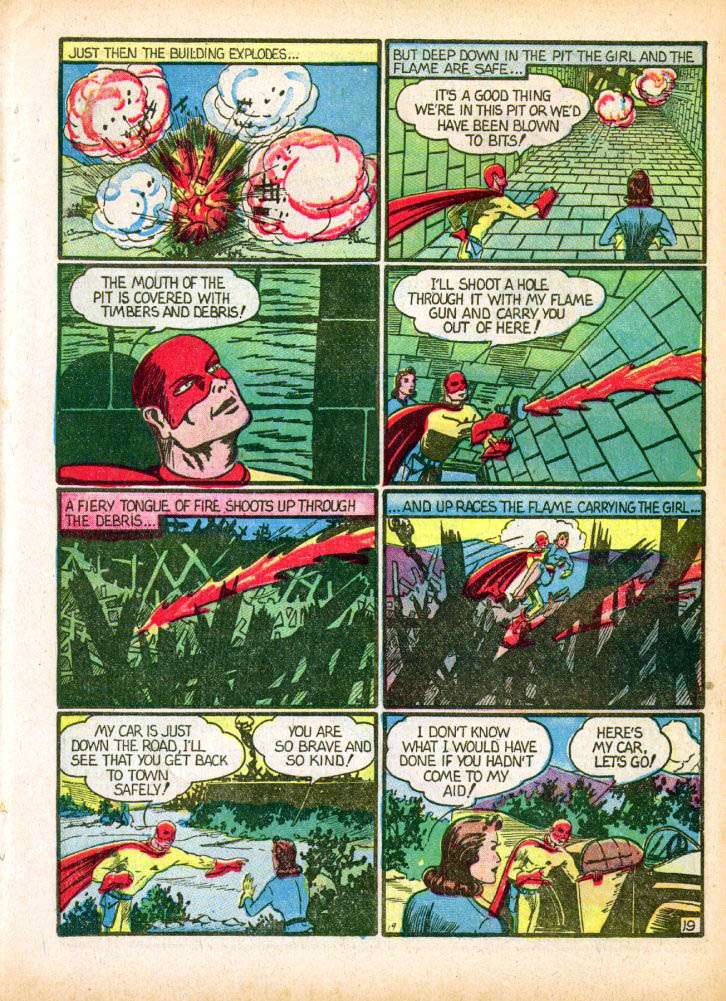 JUST THEN THE BUILDING EXPLODES...
BUT DEEP DOWN IN THE PIT THE GIRL AND THE
FLAME ARE SAFE...
IT'S A GOOD THING
WE'RE IN THIS PIT OR WE'D
HAVE BEEN BLOWN
TO BITS!
THE MOUTH OF THE
PIT IS COVERED WITH
TIMBERS AND DEBRIS!
I'LL SHOOT A HOLE
THROUGH IT WITH MY FLAME
GUN AND CARRY YOU
OUT OF HERE!
A FIERY TONGUE OF FIRE SHOOTS UP THROUGH
THE DEBRIS...
...AND UP RACES THE FLAME CARRYING THE GIRL...
MY CAR IS JUST
DOWN THE ROAD, I'LL
SEE THAT YOU GET BACK
TO TOWN
SAFELY!
YOU ARE
SO BRAVE AND
SO KIND!
I DON'T KNOW
WHAT I WOULD HAVE
DONE IF YOU HADN'T
COME TO MY
AID!
HERE'S
MY CAR,
LET'S GO!
19